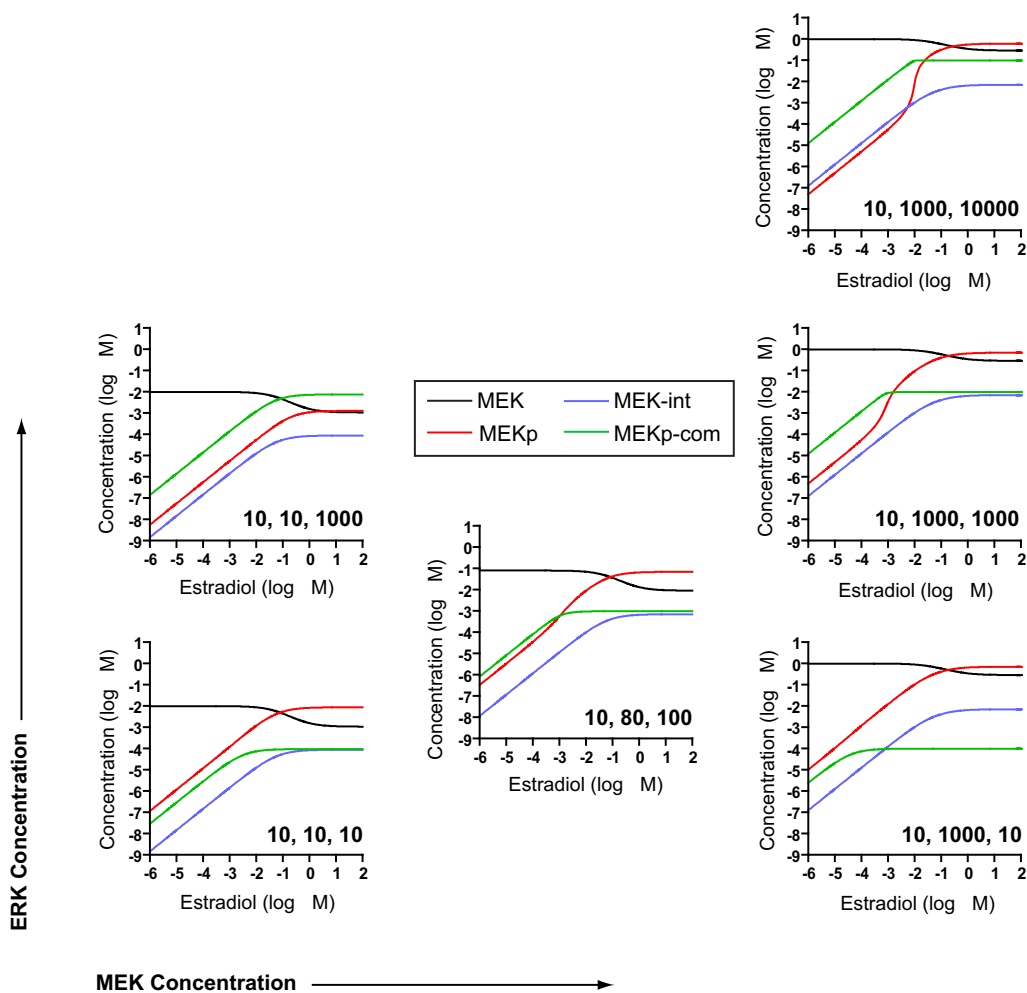 1
0
-1
-2
-3
-4
-5
-6
-7
-8
-9
Concentration (log M)
10, 1000, 10000
-6 -5 -4 -3 -2 -1 0 1 2
Estradiol (log M)
1
0
-1
-2
-3
-4
-5
-6
-7
-8
-9
Concentration (log M)
10, 10, 1000
-6 -5 -4 -3 -2 -1 0 1 2
Estradiol (log M)
MEK MEK-int
MEKp MEKp-com
1
0
-1
-2
-3
-4
-5
-6
-7
-8
-9
Concentration (log M)
10, 1000, 1000
-6 -5 -4 -3 -2 -1 0 1 2
Estradiol (log M)
1
0
-1
-2
-3
-4
-5
-6
-7
-8
-9
Concentration (log M)
10, 80, 100
-6 -5 -4 -3 -2 -1 0 1 2
Estradiol (log M)
1
0
-1
-2
-3
-4
-5
-6
-7
-8
-9
Concentration (log M)
10, 10, 10
-6 -5 -4 -3 -2 -1 0 1 2
Estradiol (log M)
1
0
-1
-2
-3
-4
-5
-6
-7
-8
-9
Concentration (log M)
10, 1000, 10
-6 -5 -4 -3 -2 -1 0 1 2
Estradiol (log M)
ERK Concentration
MEK Concentration